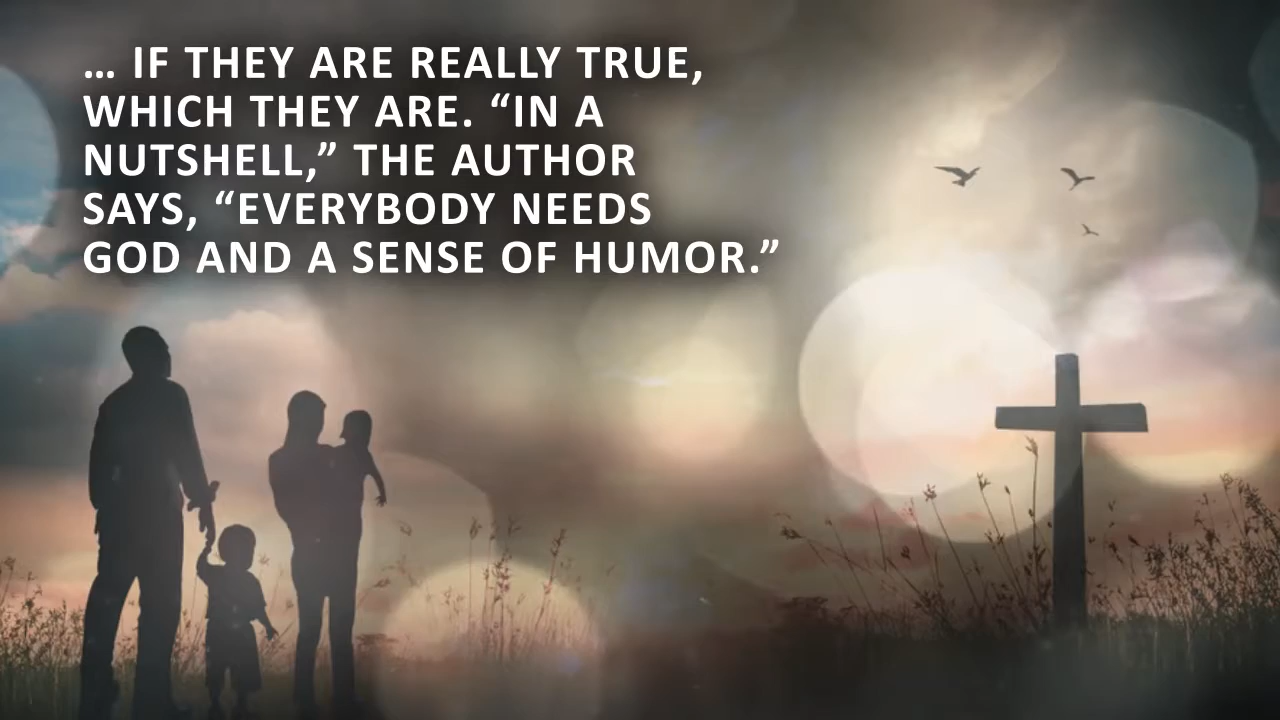 … IF THEY ARE REALLY TRUE,
WHICH THEY ARE. “IN A
NUTSHELL,” THE AUTHOR
SAYS, “EVERYBODY NEEDS
GOD AND A SENSE OF HUMOR.”